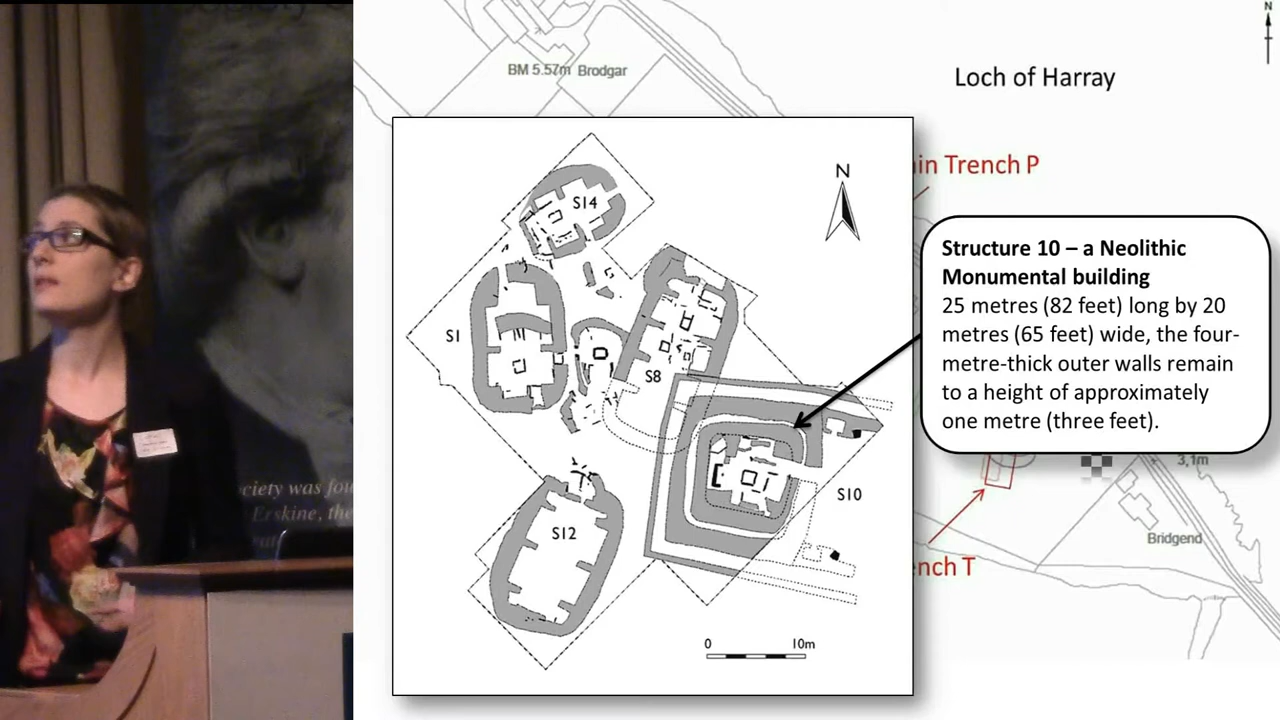 BM 5.57m Brodgar
Loch of Harray
N
in Trench P
N
S14
S1
S8
S10
S12
0 10m
Structure 10 – a Neolithic
Monumental building
25 metres (82 feet) long by 20
metres (65 feet) wide, the four-
metre-thick outer walls remain
to a height of approximately
one metre (three feet).
3,1m
Bridgend
nch T
ciety was fou
Erskine, the